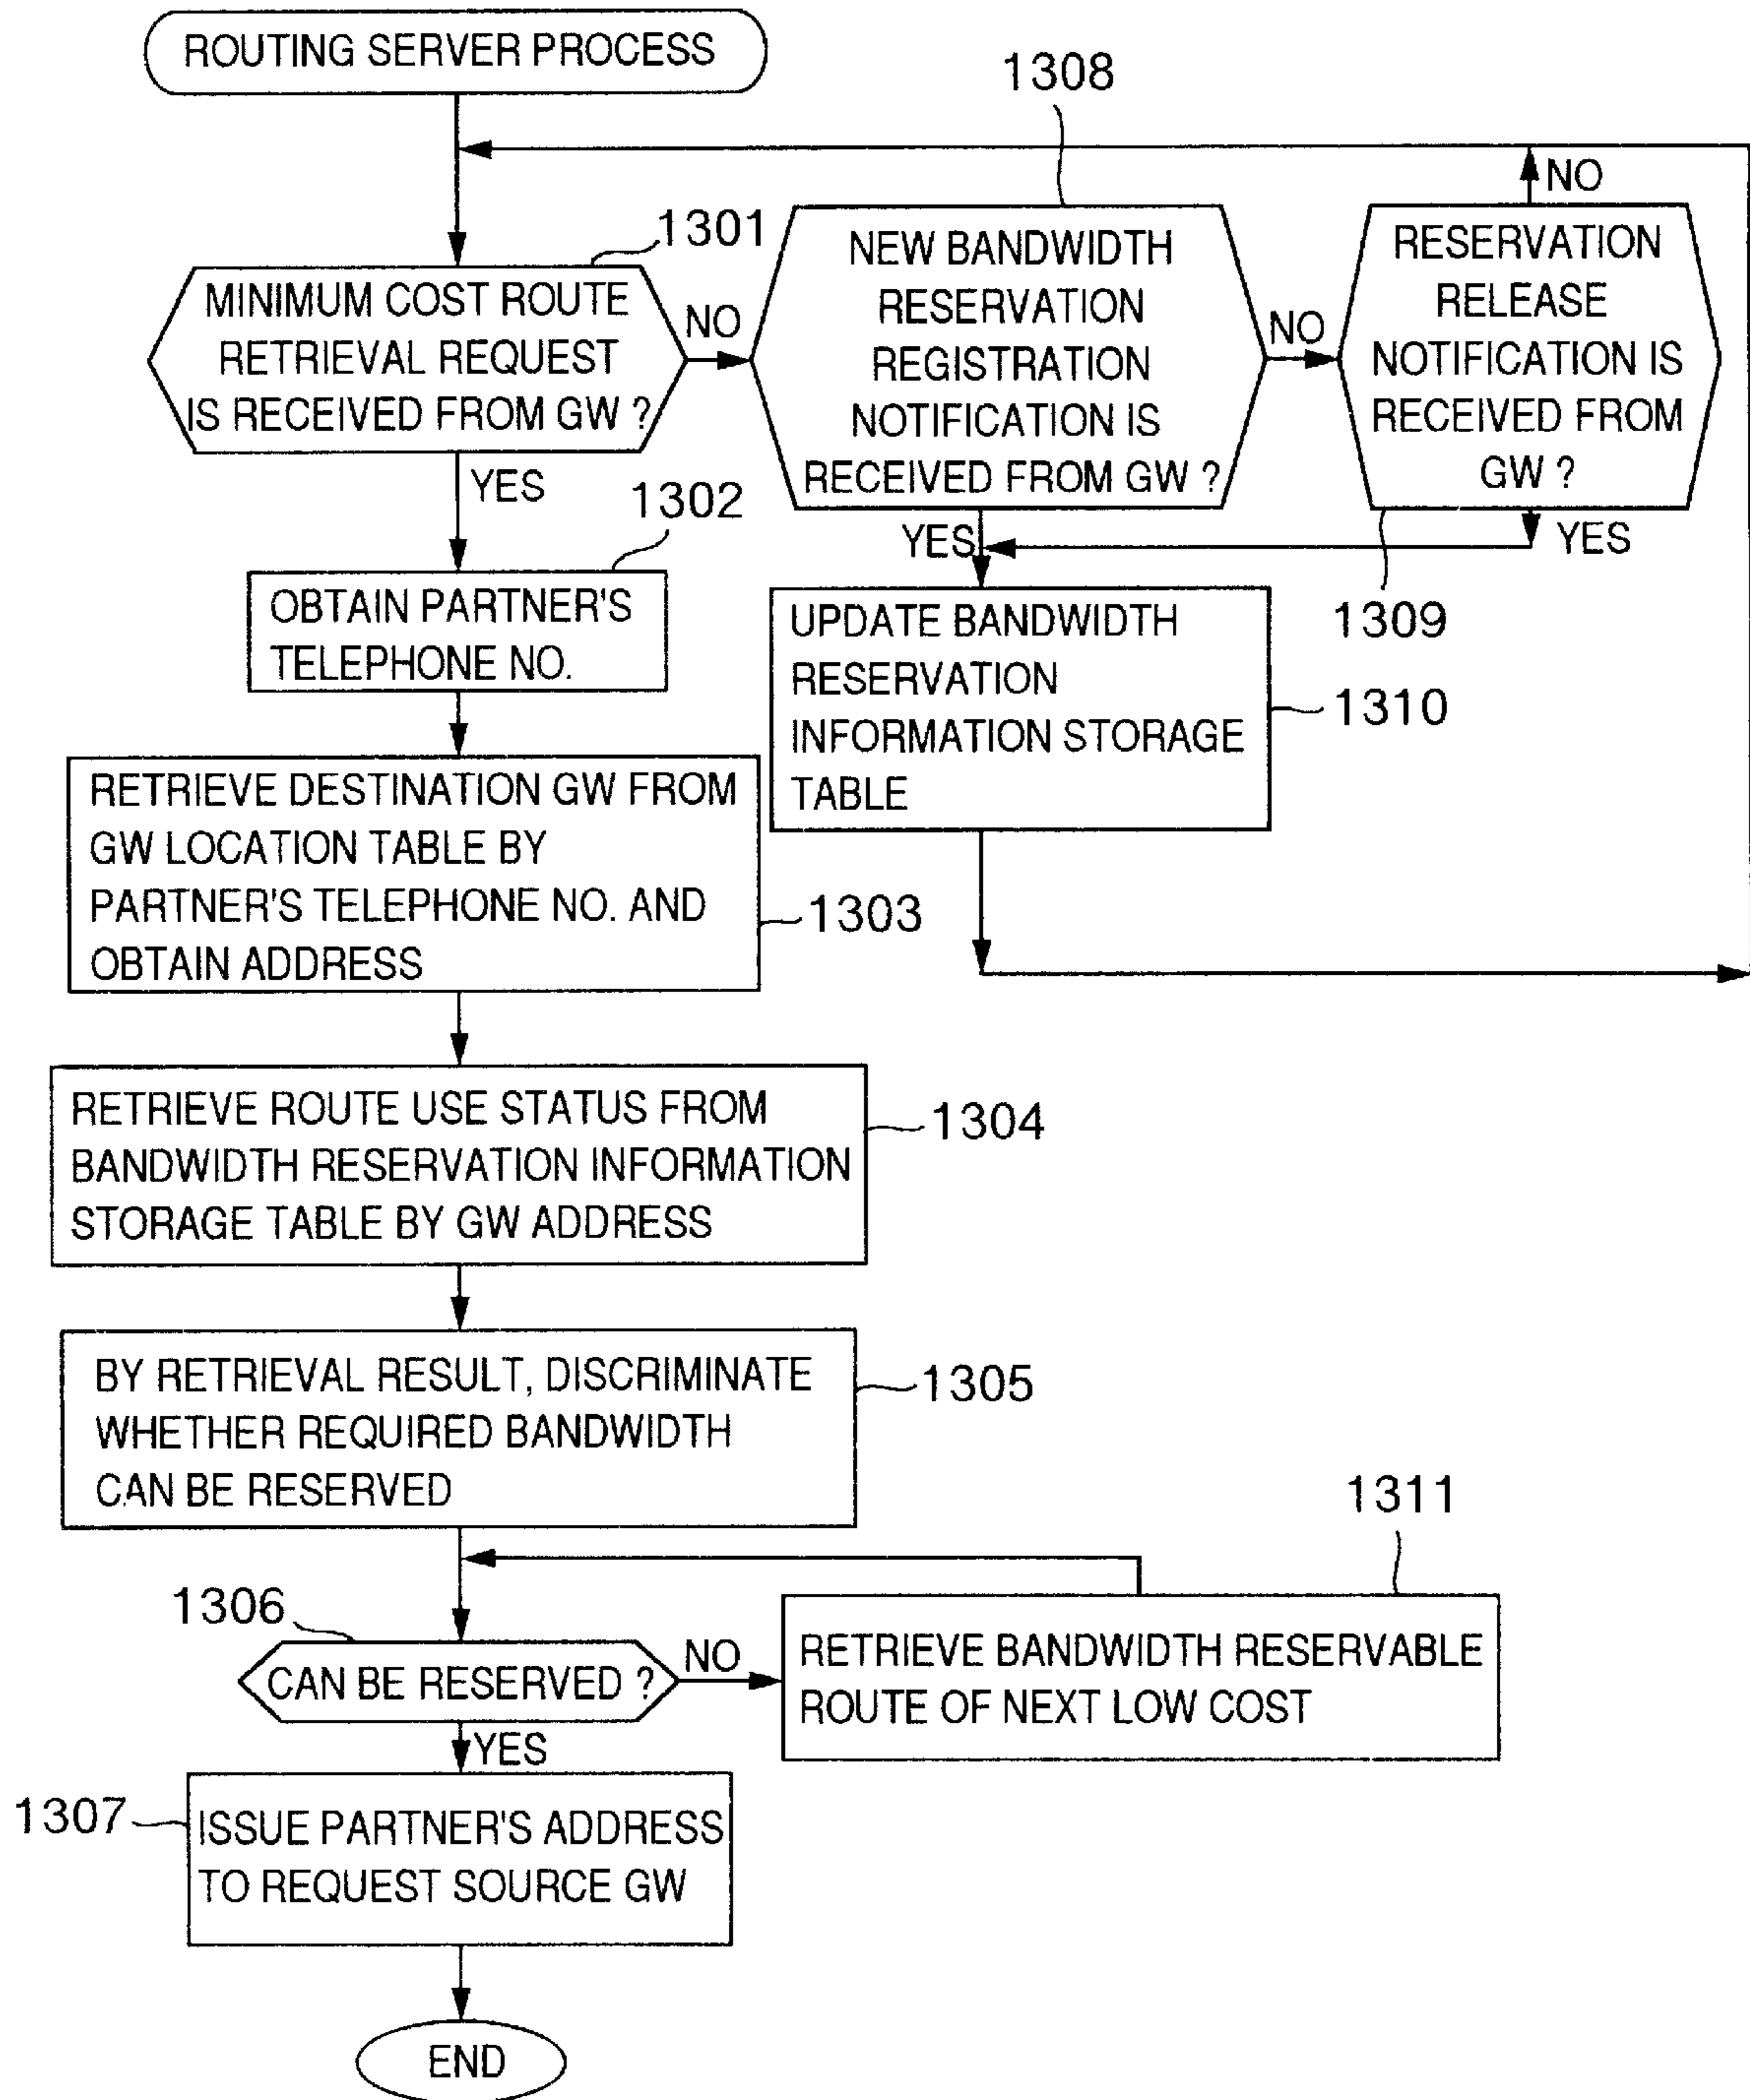 ROUTING SERVER PROCESS
1308
NO
1301
MINIMUM COST ROUTE
RETRIEVAL REQUEST
IS RECEIVED FROM GW ?
NO
NEW BANDWIDTH
RESERVATION
REGISTRATION
NOTIFICATION IS
RECEIVED FROM GW ?
NO
RESERVATION
RELEASE
NOTIFICATION IS
RECEIVED FROM
GW ?
YES
YES
YES
1302
1309
OBTAIN PARTNER'S
TELEPHONE NO.
UPDATE BANDWIDTH
RESERVATION
INFORMATION STORAGE
TABLE
1310
RETRIEVE DESTINATION GW FROM
GW LOCATION TABLE BY
PARTNER'S TELEPHONE NO. AND
OBTAIN ADDRESS
1303
RETRIEVE ROUTE USE STATUS FROM
BANDWIDTH RESERVATION INFORMATION
STORAGE TABLE BY GW ADDRESS
1304
BY RETRIEVAL RESULT, DISCRIMINATE
WHETHER REQUIRED BANDWIDTH
CAN BE RESERVED
1305
1311
1306
CAN BE RESERVED ?
NO
RETRIEVE BANDWIDTH RESERVABLE
ROUTE OF NEXT LOW COST
YES
1307
ISSUE PARTNER'S ADDRESS
TO REQUEST SOURCE GW
END